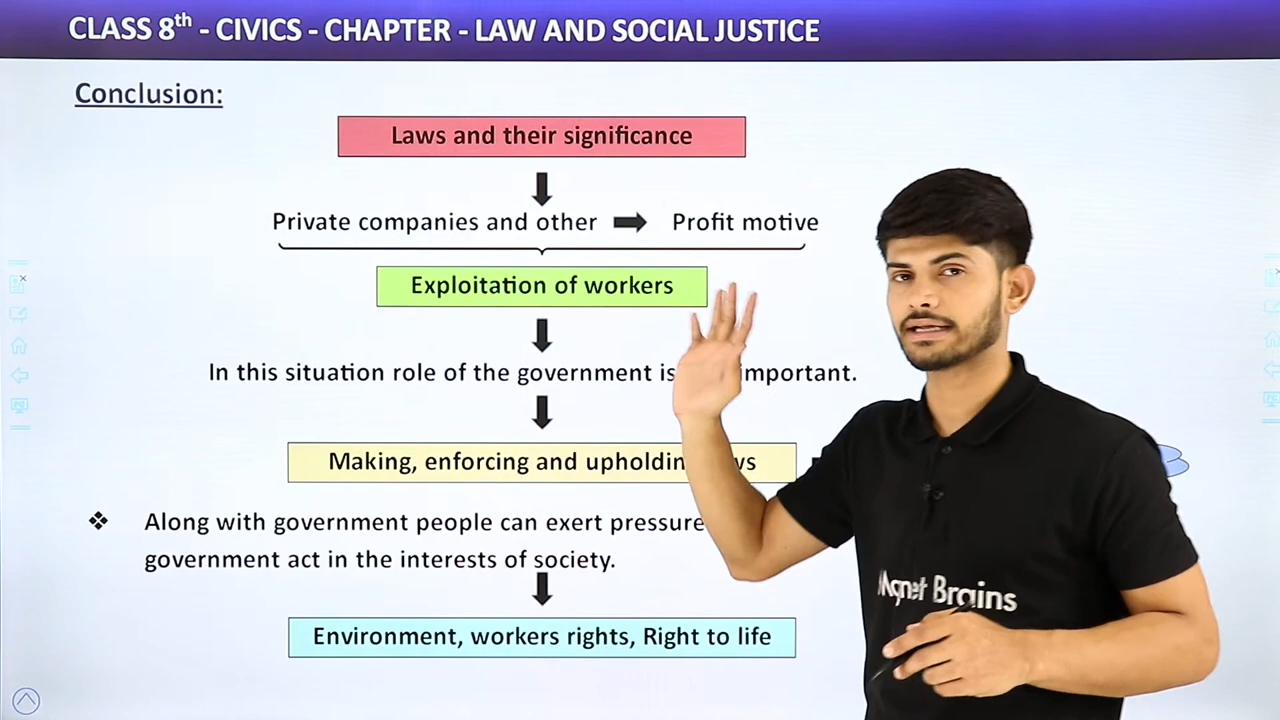 CLASS 8th - CIVICS - CHAPTER - LAW AND SOCIAL JUSTICE
Conclusion:
Laws and their significance
Private companies and other
Profit motive
Exploitation of workers
In this situation role of the government is important.
Making, enforcing and upholding
❖ Along with government people can exert pressure
government act in the interests of society.
Environment, workers rights, Right to life
Magnet Brains